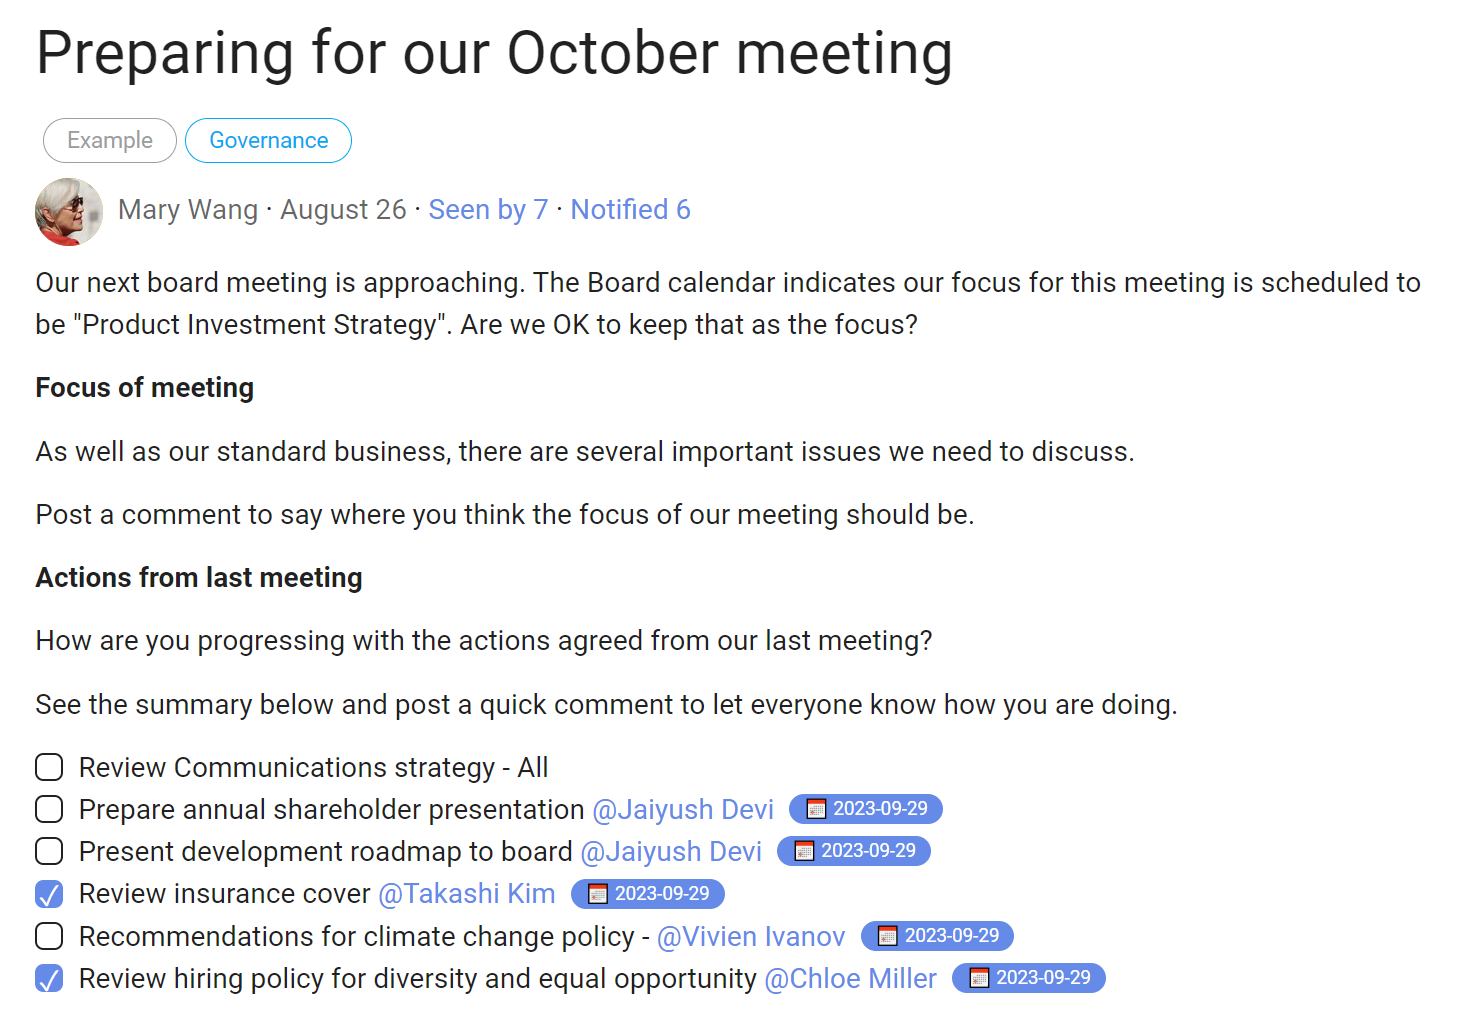 Preparing for our October meeting
Example Governance
Mary Wang · August 26 · Seen by 7 · Notified 6
Our next board meeting is approaching. The Board calendar indicates our focus for this meeting is scheduled to
be "Product Investment Strategy". Are we OK to keep that as the focus?
Focus of meeting
As well as our standard business, there are several important issues we need to discuss.
Post a comment to say where you think the focus of our meeting should be.
Actions from last meeting
How are you progressing with the actions agreed from our last meeting?
See the summary below and post a quick comment to let everyone know how you are doing.
Review Communications strategy - All
Prepare annual shareholder presentation @Jaiyush Devi 2023-09-29
Present development roadmap to board @Jaiyush Devi 2023-09-29
Review insurance cover @Takashi Kim 2023-09-29
Recommendations for climate change policy - @Vivien Ivanov 2023-09-29
Review hiring policy for diversity and equal opportunity @Chloe Miller 2023-09-29